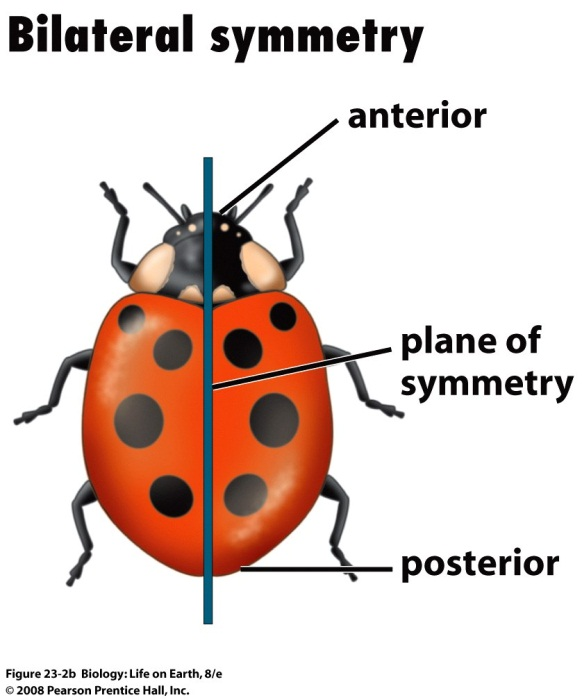 Bilateral symmetry
anterior
plane of
symmetry
posterior
Figure 23-2b Biology: Life on Earth, 8/e
© 2008 Pearson Prentice Hall, Inc.